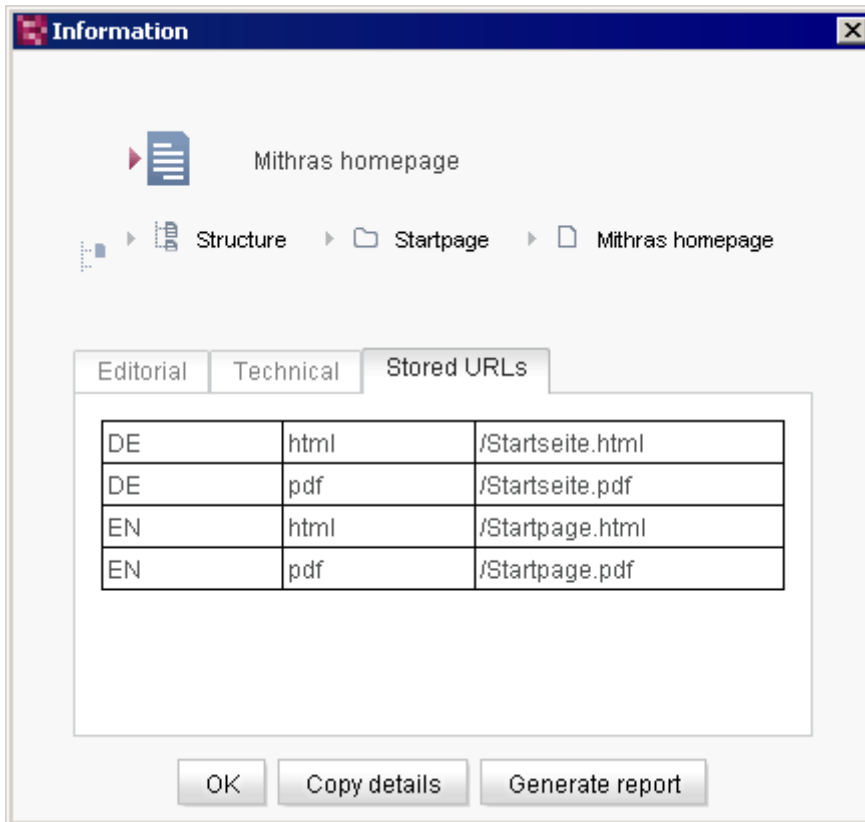 Information
Mithras homepage
Structure Startpage Mithras homepage
Editorial Technical Stored URLs
DE html /Startseite.html
DE pdf /Startseite.pdf
EN html /Startpage.html
EN pdf /Startpage.pdf
OK Copy details Generate report